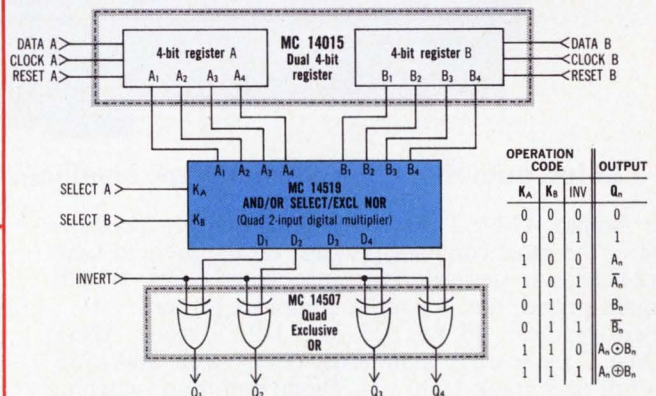 DATA A
CLOCK A
RESET A
4-bit register A
A1 A2 A3 A4
MC 14015
Dual 4-bit
register
4-bit register B
B1 B2 B3 B4
DATA B
CLOCK B
RESET B
A1 A2 A3 A4 B1 B2 B3 B4
SELECT A
KA
SELECT B
KB
MC 14519
AND/OR SELECT/EXCL NOR
(Quad 2-input digital multiplier)
D1 D2 D3 D4
INVERT
MC 14507
Quad
Exclusive
OR
Q1 Q2 Q3 Q4
OPERATION
CODE OUTPUT
KA KB INV Qn
0 0 0 0
0 0 1 1
1 0 0 An
1 0 1 A̅n
0 1 0 Bn
0 1 1 B̅n
1 1 0 An⊙Bn
1 1 1 An⊕Bn